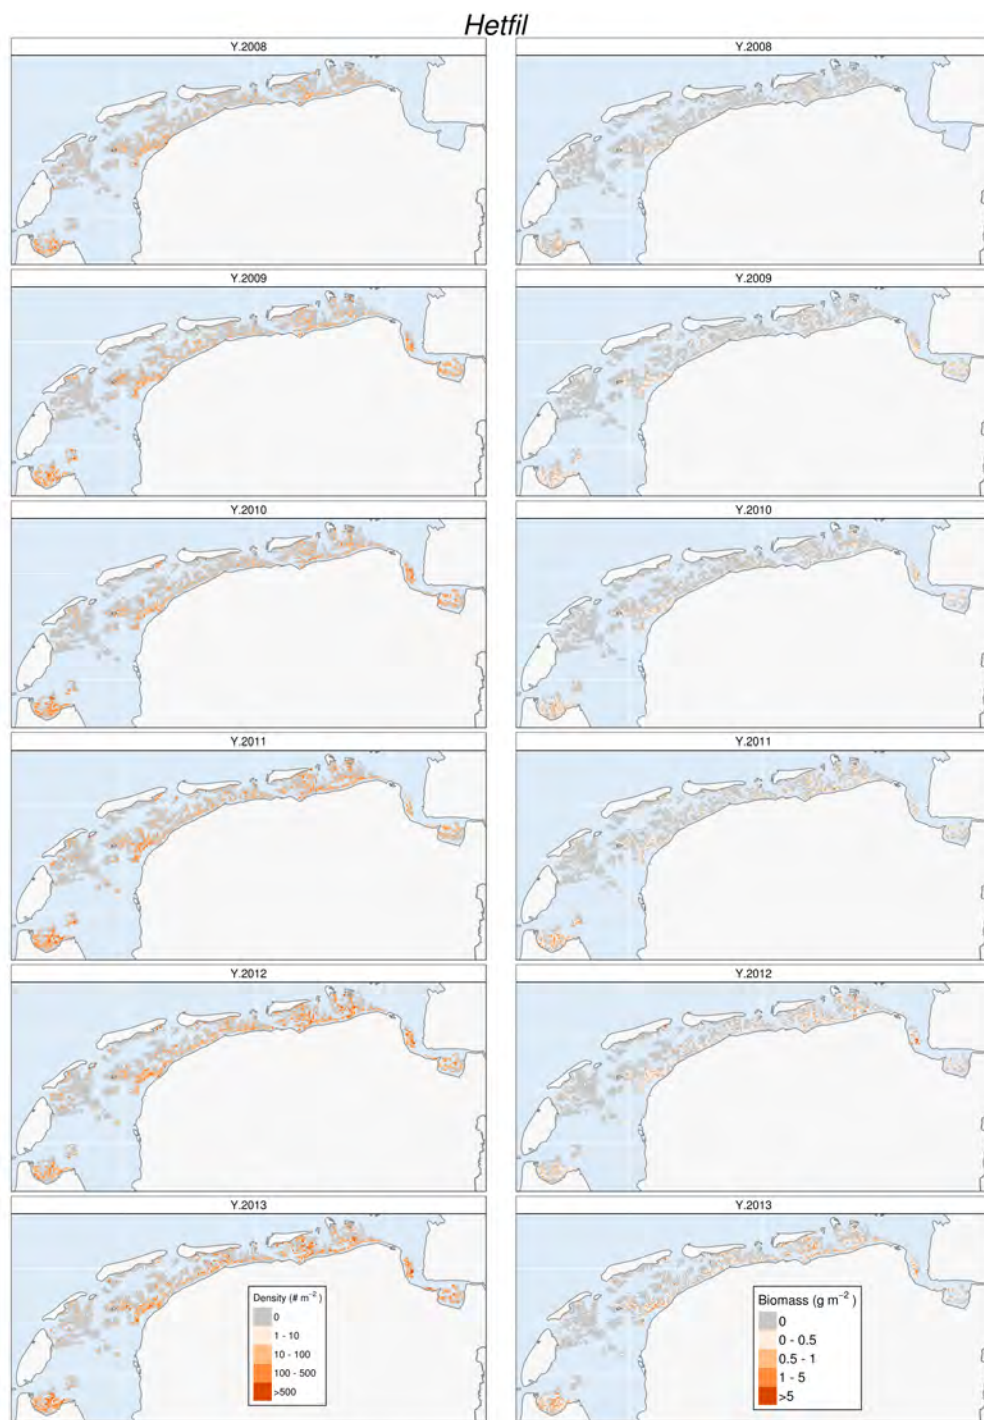 Hetfil
Y.2008
Y.2008
Y.2009
Y.2009
Y.2010
Y.2010
Y.2011
Y.2011
Y.2012
Y.2012
Y.2013
Y.2013
Density (# m⁻²)
0
1 - 10
10 - 100
100 - 500
>500
Biomass (g m⁻²)
0
0 - 0.5
0.5 - 1
1 - 5
>5